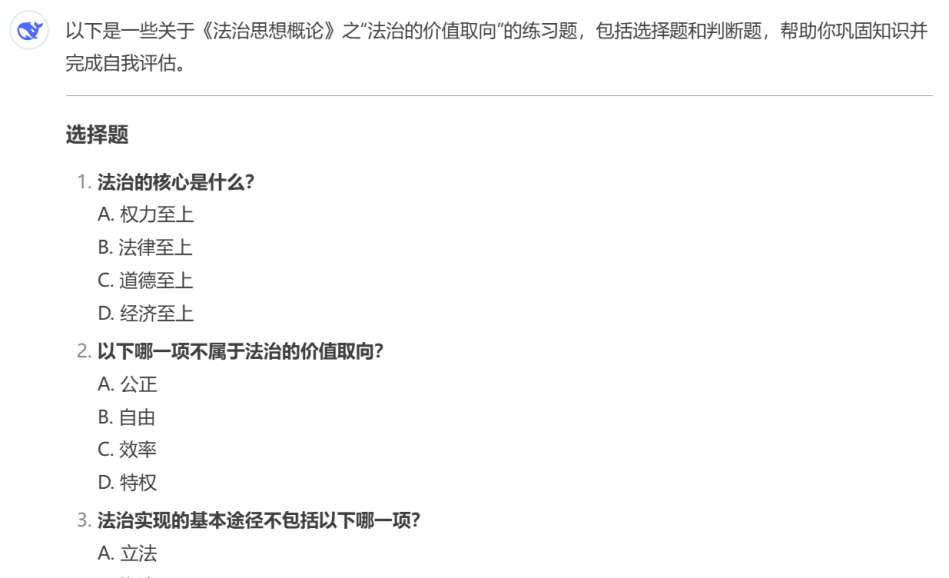 以下是一些关于《法治思想概论》之“法治的价值取向”的练习题，包括选择题和判断题，帮助你巩固知识并
完成自我评估。
选择题
1. 法治的核心是什么？
A. 权力至上
B. 法律至上
C. 道德至上
D. 经济至上
2. 以下哪一项不属于法治的价值取向？
A. 公正
B. 自由
C. 效率
D. 特权
3. 法治实现的基本途径不包括以下哪一项？
A. 立法